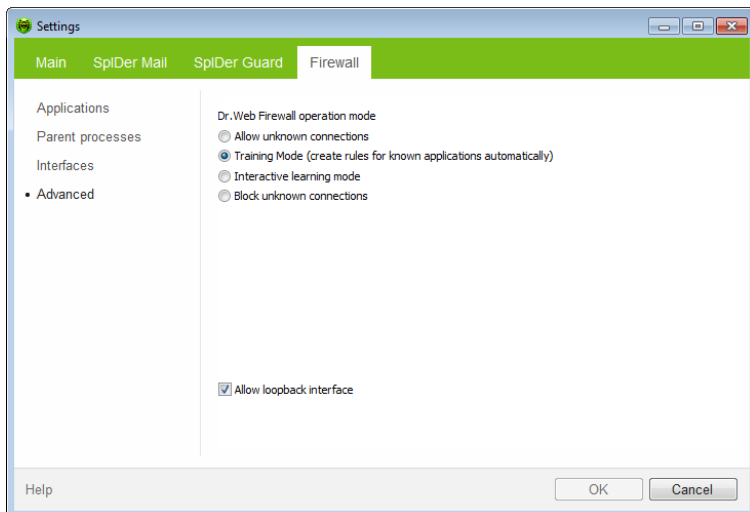 Settings
Main SpIDer Mail SpIDer Guard Firewall
Applications
Parent processes
Interfaces
Advanced
Dr.Web Firewall operation mode
Allow unknown connections
Training Mode (create rules for known applications automatically)
Interactive learning mode
Block unknown connections
Allow loopback interface
Help OK Cancel